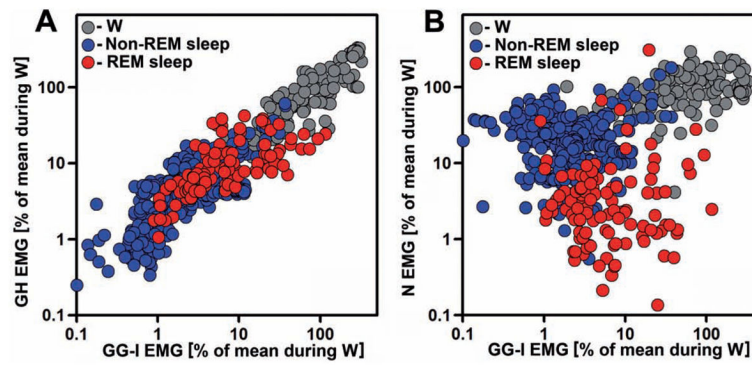 A
- W
- Non-REM sleep
- REM sleep
GH EMG [% of mean during W]
100
10
1
0.1
0.1 1 10 100
GG-I EMG [% of mean during W]
B
- W
- Non-REM sleep
- REM sleep
N EMG [% of mean during W]
100
10
1
0.1
0.1 1 10 100
GG-I EMG [% of mean during W]